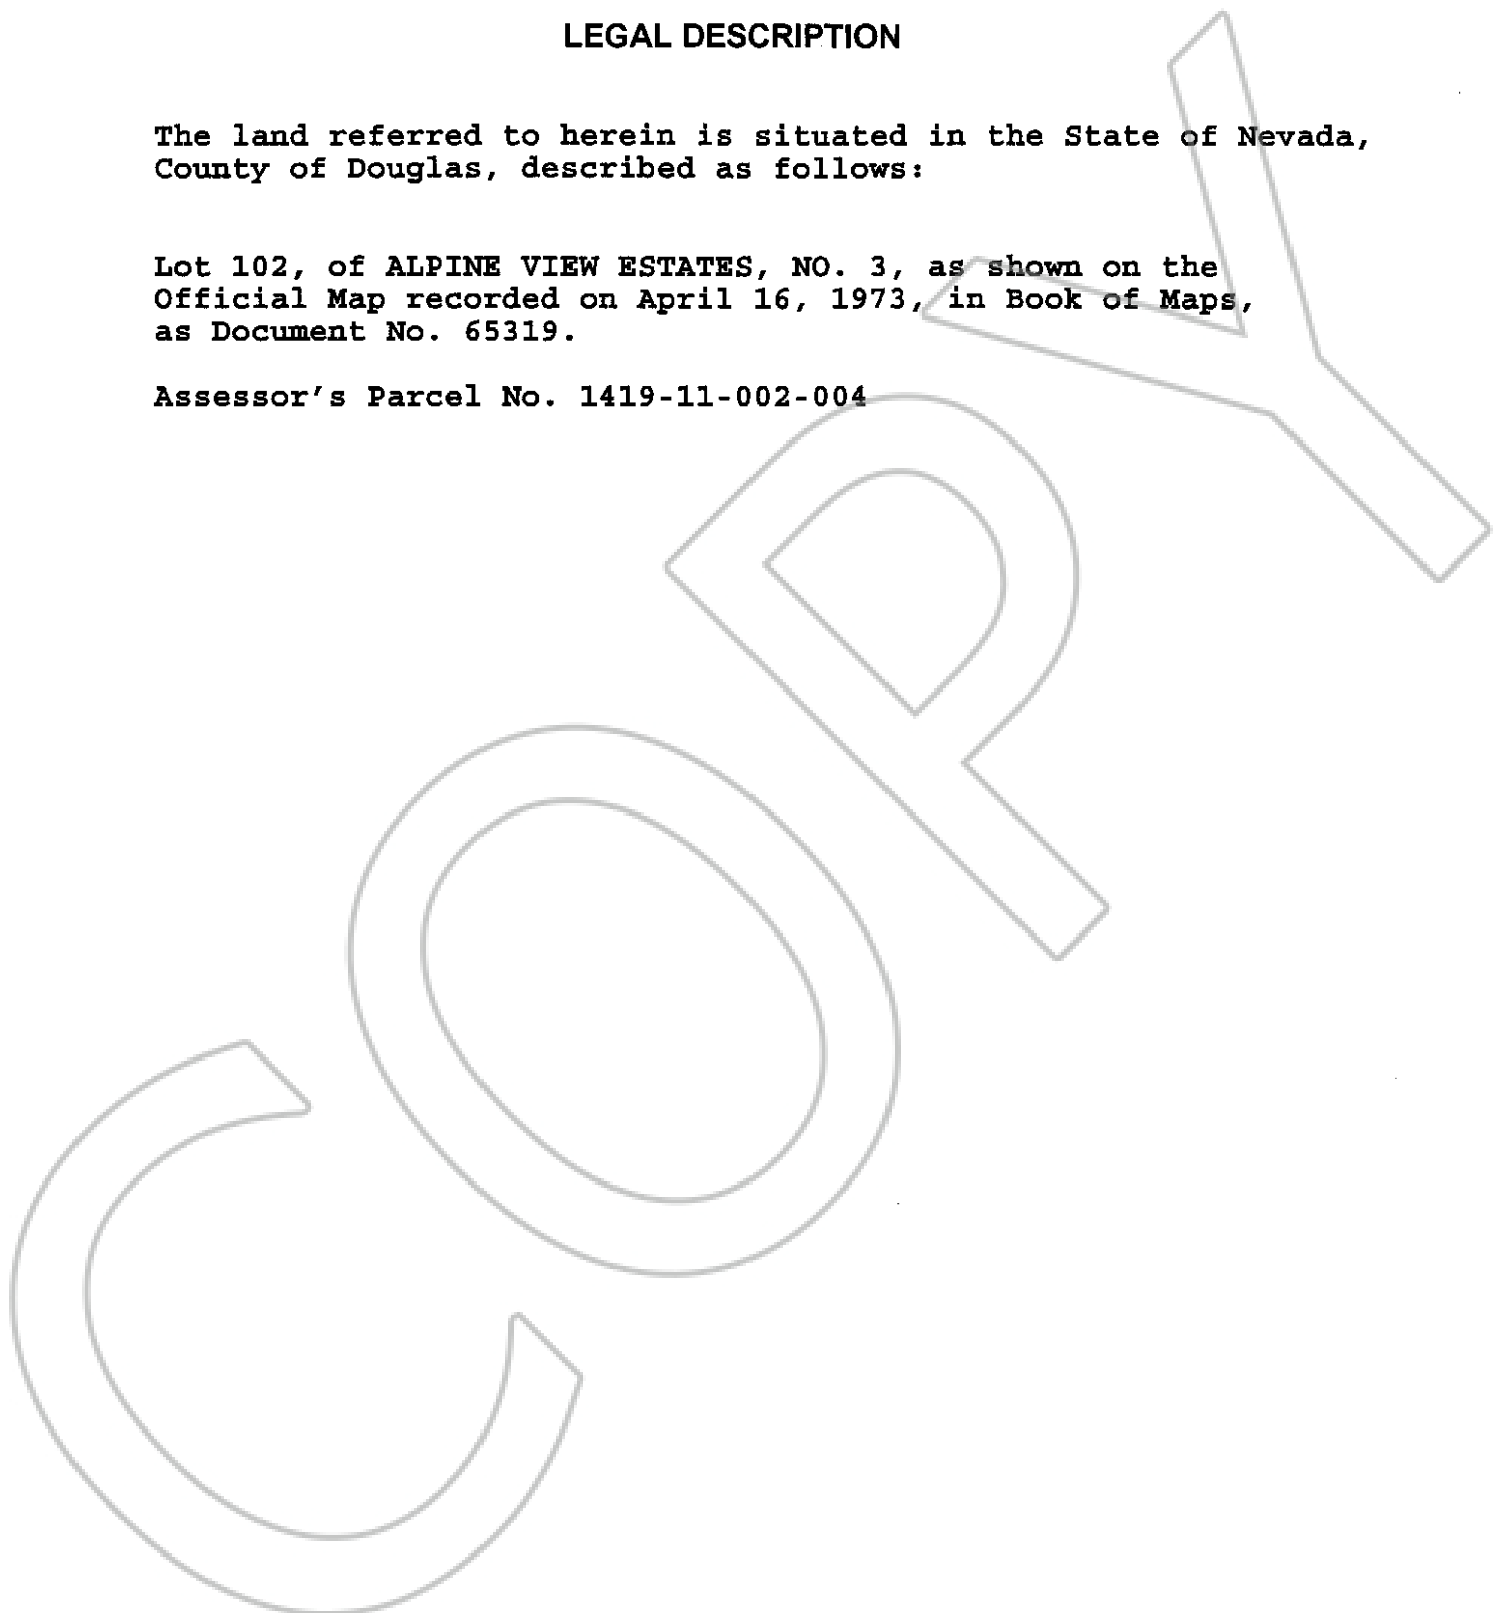 LEGAL DESCRIPTION
The land referred to herein is situated in the State of Nevada,
County of Douglas, described as follows:
Lot 102, of ALPINE VIEW ESTATES, NO. 3, as shown on the
Official Map recorded on April 16, 1973, in Book of Maps,
as Document No. 65319.
Assessor's Parcel No. 1419-11-002-004
COPY